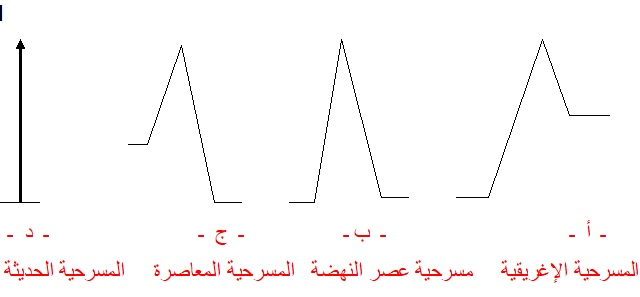 - أ -
- ب -
- ج -
- د -
المسرحية الإغريقية
مسرحية عصر النهضة
المسرحية المعاصرة
المسرحية الحديثة